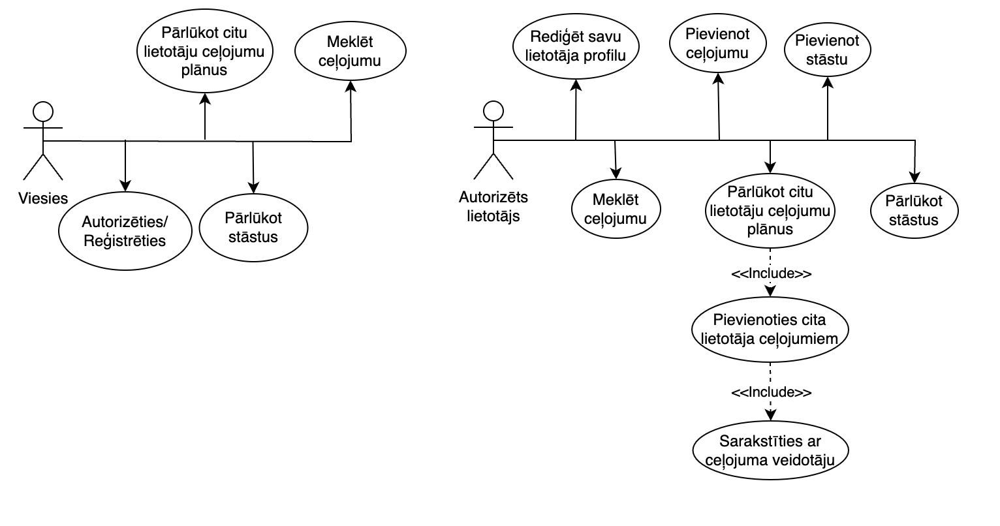 Pārlūkot citu
lietotāju ceļojumu
plānus
Meklēt
ceļojumu
Viesies
Autorizēties/
Reģistrēties
Pārlūkot
stāstus
Rediģēt savu
lietotāja profilu
Pievienot
ceļojumu
Pievienot
stāstu
Autorizēts
lietotājs
Meklēt
ceļojumu
Pārlūkot citu
lietotāju ceļojumu
plānus
Pārlūkot
stāstus
<<Include>>
Pievienoties cita
lietotāja ceļojumiem
<<Include>>
Sarakstīties ar
ceļojuma veidotāju